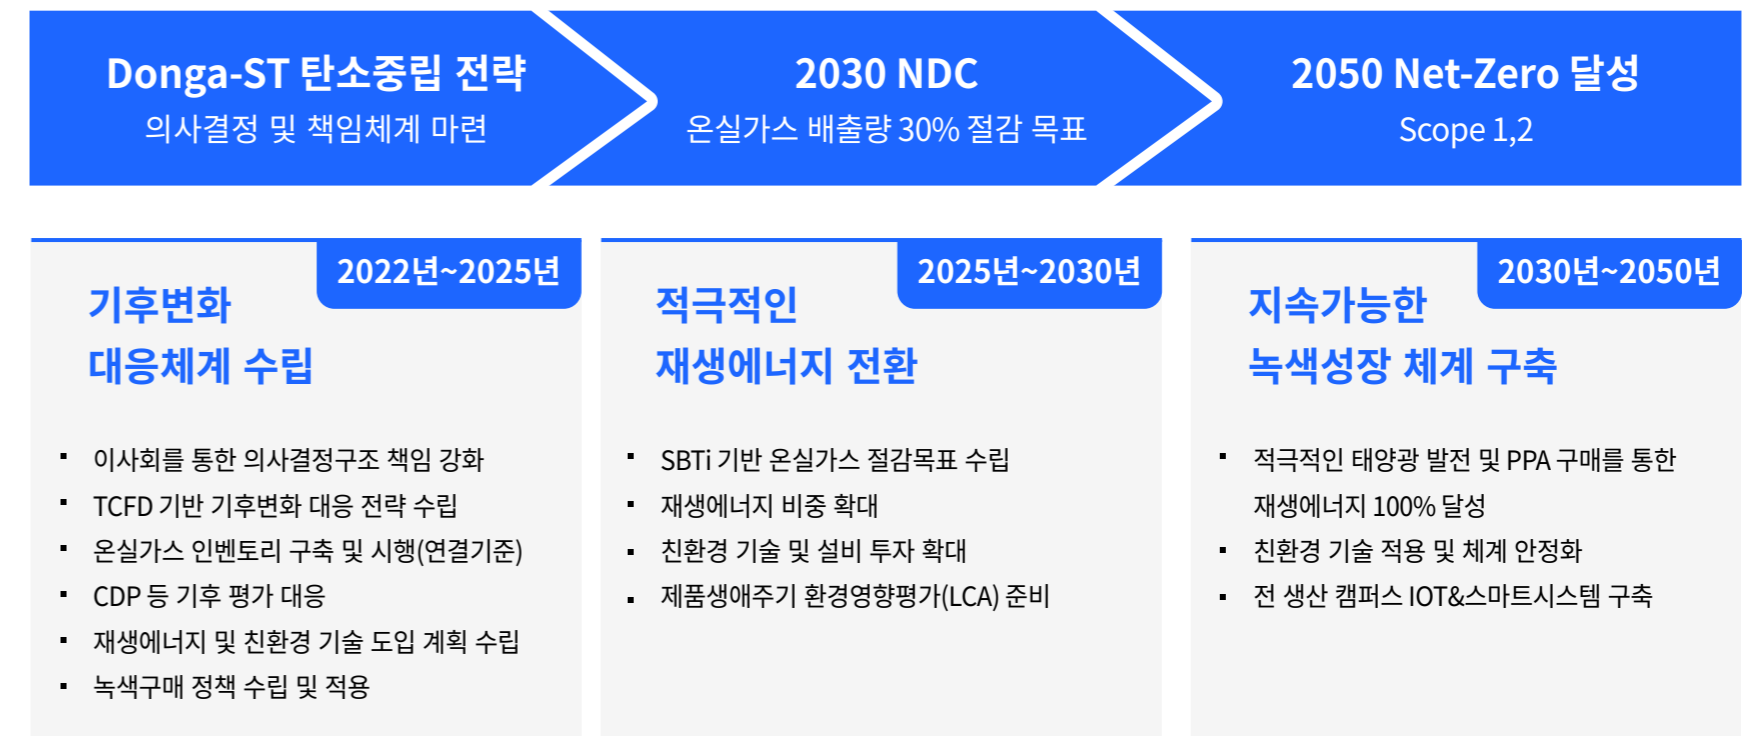 Donga-ST 탄소중립 전략
의사결정 및 책임체계 마련
2030 NDC
온실가스 배출량 30% 절감 목표
2050 Net-Zero 달성
Scope 1,2
2022년~2025년
기후변화
대응체계 수립
▪ 이사회를 통한 의사결정구조 책임 강화
▪ TCFD 기반 기후변화 대응 전략 수립
▪ 온실가스 인벤토리 구축 및 시행(연결기준)
▪ CDP 등 기후 평가 대응
▪ 재생에너지 및 친환경 기술 도입 계획 수립
▪ 녹색구매 정책 수립 및 적용
2025년~2030년
적극적인
재생에너지 전환
▪ SBTi 기반 온실가스 절감목표 수립
▪ 재생에너지 비중 확대
▪ 친환경 기술 및 설비 투자 확대
▪ 제품생애주기 환경영향평가(LCA) 준비
2030년~2050년
지속가능한
녹색성장 체계 구축
▪ 적극적인 태양광 발전 및 PPA 구매를 통한
재생에너지 100% 달성
▪ 친환경 기술 적용 및 체계 안정화
▪ 전 생산 캠퍼스 IOT&스마트시스템 구축